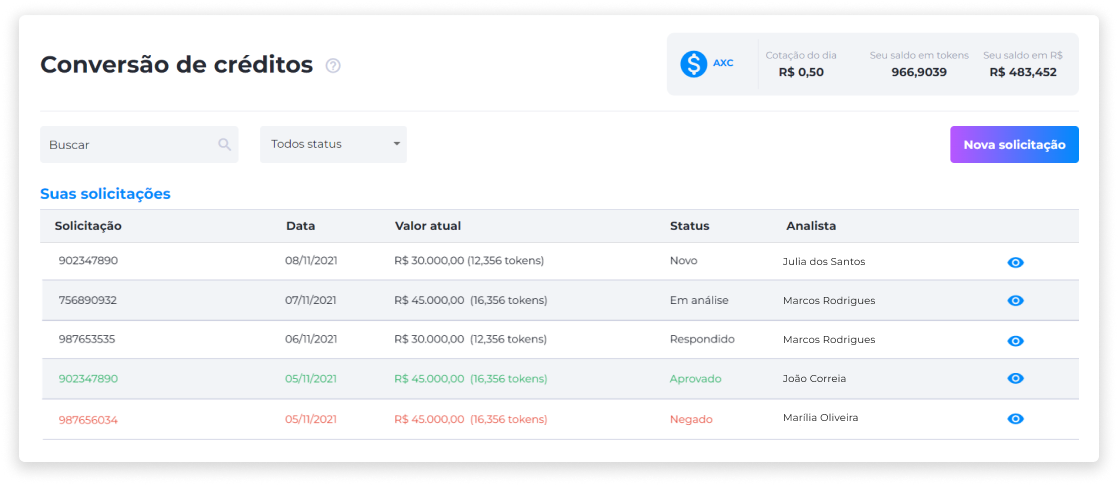 Conversão de créditos
AXC
Cotação do dia Seu saldo em tokens Seu saldo em R$
R$ 0,50 966,9039 R$ 483,452
Buscar Todos status Nova solicitação
Suas solicitações
Solicitação Data Valor atual Status Analista
902347890 08/11/2021 R$ 30.000,00 (12,356 tokens) Novo Julia dos Santos
756890932 07/11/2021 R$ 45.000,00 (16,356 tokens) Em análise Marcos Rodrigues
987653535 06/11/2021 R$ 30.000,00 (12,356 tokens) Respondido Marcos Rodrigues
902347890 05/11/2021 R$ 45.000,00 (16,356 tokens) Aprovado João Correia
987656034 05/11/2021 R$ 45.000,00 (16,356 tokens) Negado Marília Oliveira